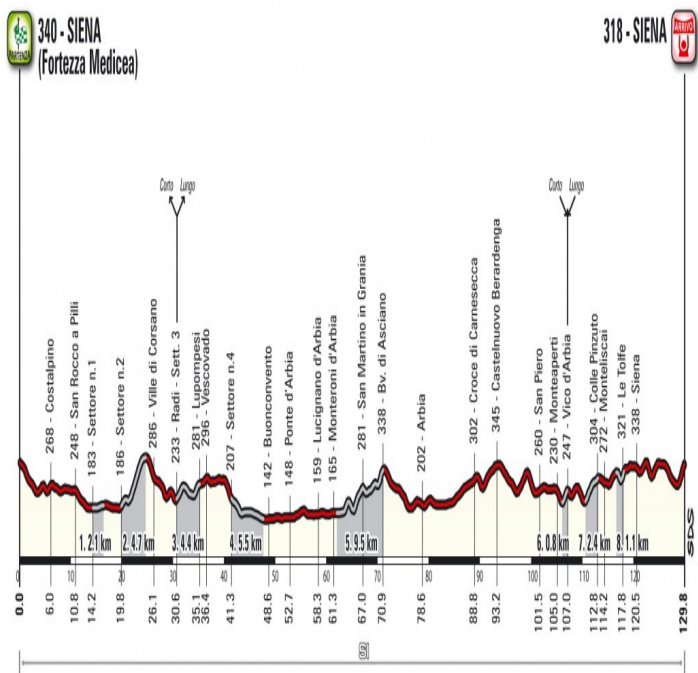 340 - SIENA
(Fortezza Medicea)
318 - SIENA
PARTENZA
ARRIVO
Corto Lungo
Corto Lungo
268 - Costalpino
248 - San Rocco a Pilli
183 - Settore n.1
186 - Settore n.2
286 - Ville di Corsano
233 - Radi - Sett. 3
281 - Lupompesi
296 - Vescovado
207 - Settore n.4
142 - Buonconvento
148 - Ponte d'Arbia
159 - Lucignano d'Arbia
165 - Monteroni d'Arbia
281 - San Martino in Grania
338 - Bv. di Asciano
202 - Arbia
302 - Croce di Carnesecca
345 - Castelnuovo Berardenga
260 - San Piero
230 - Monteaperti
247 - Vico d'Arbia
304 - Colle Pinzuto
272 - Monteliscai
321 - Le Tolfe
338 - Siena
1. 2.1 km
2. 4.7 km
3. 4.4 km
4. 5.5 km
5. 9.5 km
6. 0.8 km
7. 2.4 km
8. 1.1 km
SDS
0 10 20 30 40 50 60 70 80 90 100 110 120
0.0
6.0
10.8
14.2
19.8
26.1
30.6
35.1
36.4
41.3
48.6
52.7
58.3
61.3
67.0
70.9
78.6
88.8
93.2
101.5
105.0
107.0
112.8
114.2
117.8
120.5
129.8